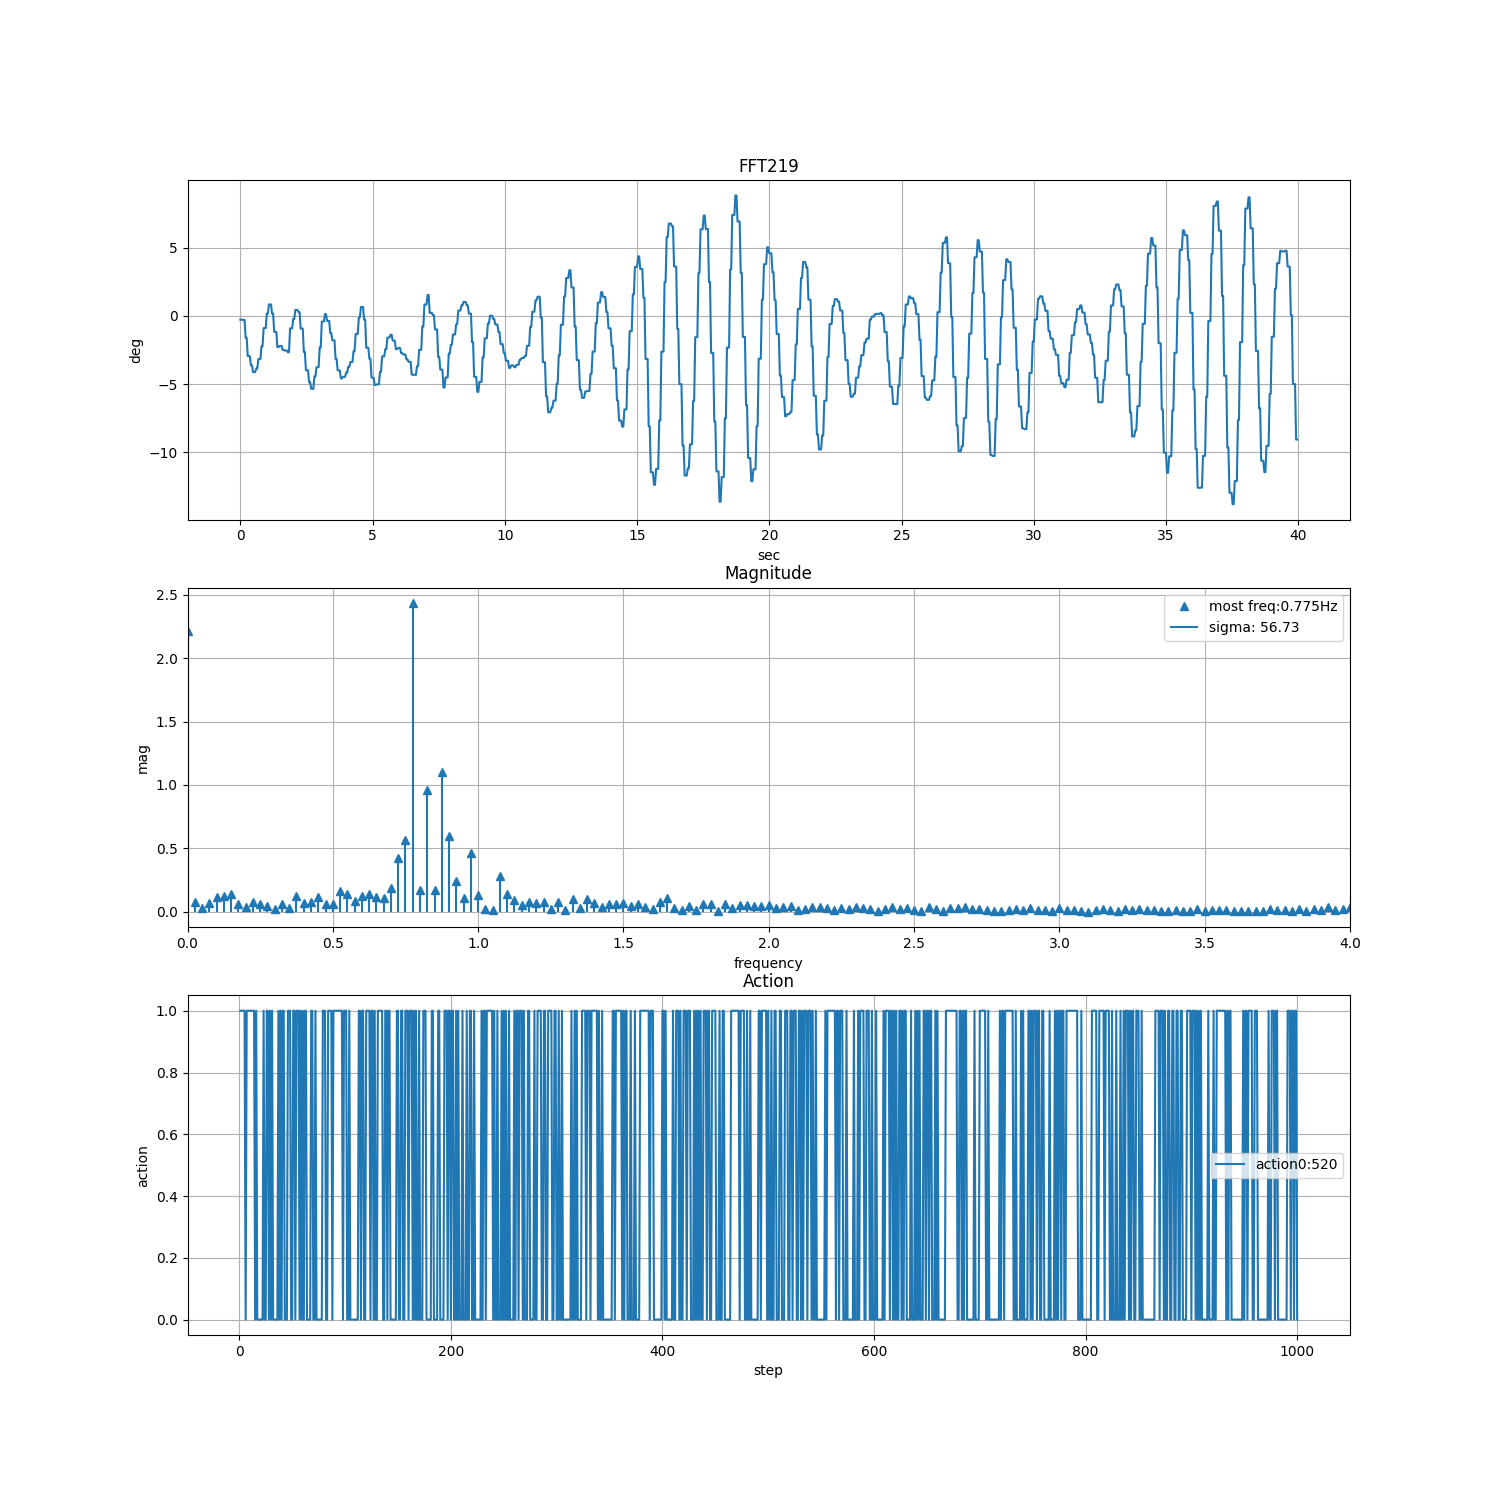 FFT219
5
0
−5
−10
deg
0 5 10 15 20 25 30 35 40
sec
Magnitude
2.5
2.0
1.5
1.0
0.5
0.0
mag
most freq:0.775Hz
sigma: 56.73
0.0 0.5 1.0 1.5 2.0 2.5 3.0 3.5 4.0
frequency
Action
1.0
0.8
0.6
0.4
0.2
0.0
action
action0:520
0 200 400 600 800 1000
step